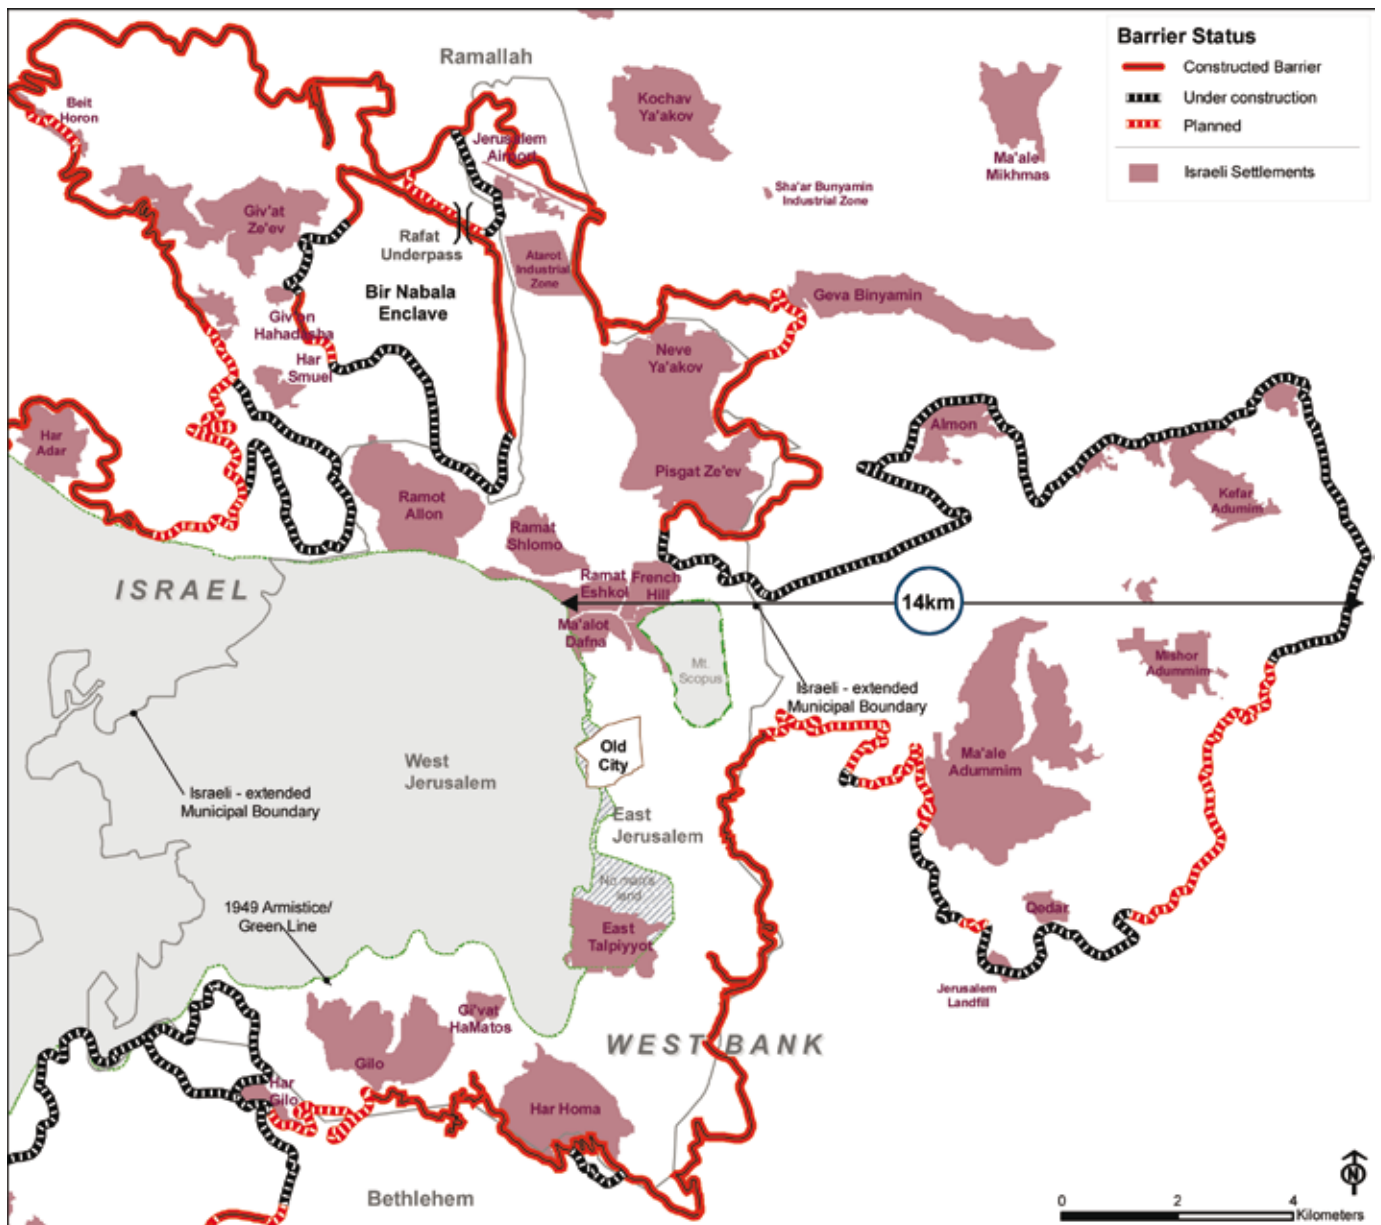 Barrier Status
Constructed Barrier
Under construction
Planned
Israeli Settlements
Ramallah
Kochav
Ya'akov
Ma'ale
Mikhmas
Beit
Horon
Jerusalem
Airport
Sha'ar Bunyamin
Industrial Zone
Giv'at
Ze'ev
Rafat
Underpass
Atarot
Industrial
Zone
Bir Nabala
Enclave
Geva Binyamin
Giv'on
Hahadasha
Har
Smuel
Neve
Ya'akov
Har
Adar
Almon
Pisgat Ze'ev
Ramot
Allon
Kefar
Adumim
Ramat
Shlomo
ISRAEL
Ramat
Eshkol
French
Hill
14km
Ma'alot
Dafna
Mt.
Scopus
Mishor
Adummim
Israeli - extended
Municipal Boundary
Old
City
Ma'ale
Adummim
West
Jerusalem
Israeli - extended
Municipal Boundary
East
Jerusalem
No man's
land
1949 Armistice/
Green Line
Qedar
East
Talpiyyot
Jerusalem
Landfill
Gi'vat
HaMatos
WEST BANK
Gilo
Har
Gilo
Har Homa
Bethlehem
N
0 2 4
Kilometers